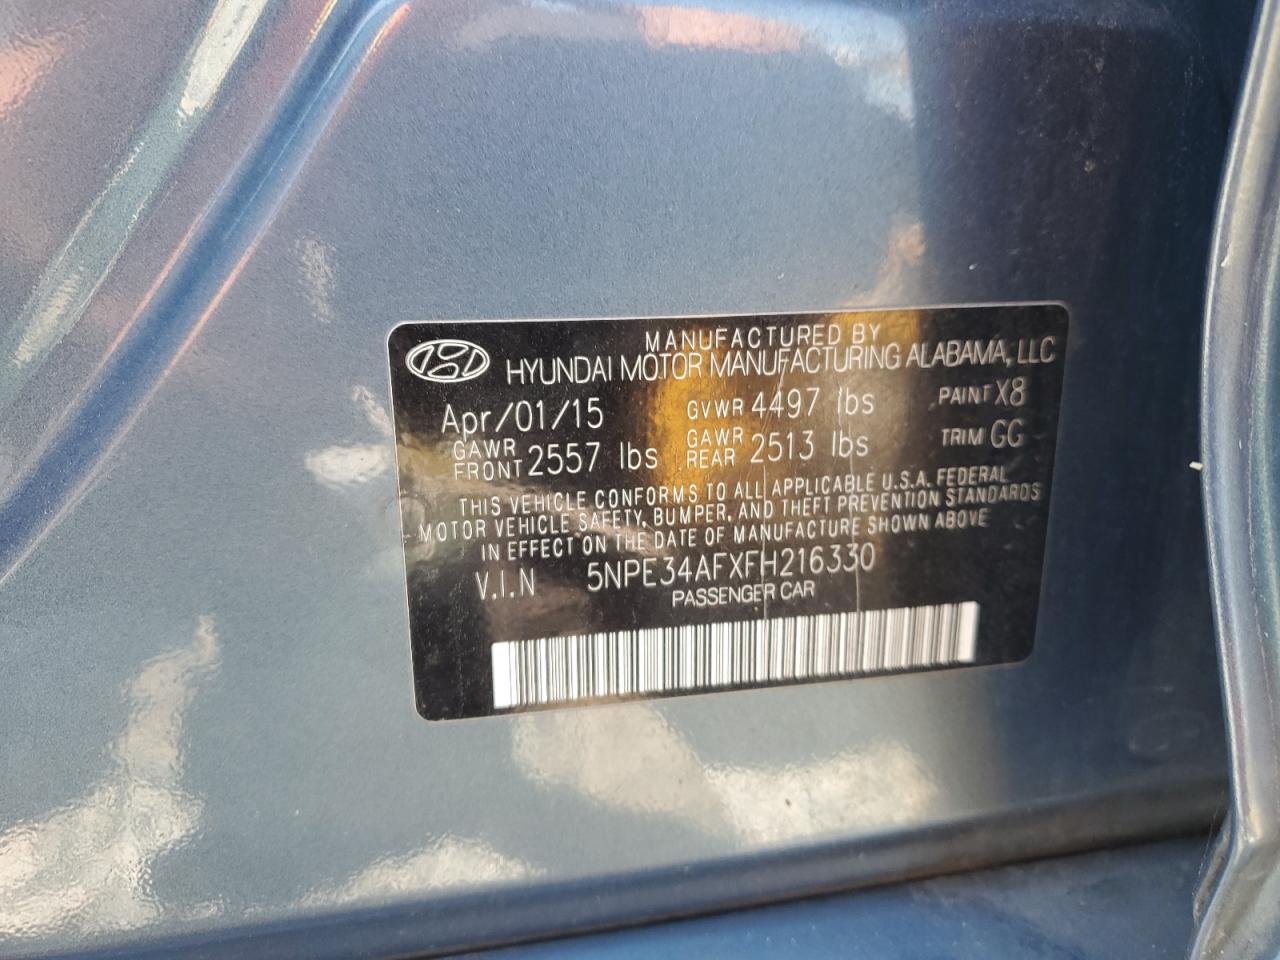 MANUFACTURED BY
HYUNDAI MOTOR MANUFACTURING ALABAMA, LLC
Apr/01/15 GVWR 4497 lbs PAINT X8
GAWR FRONT 2557 lbs GAWR REAR 2513 lbs TRIM GG
THIS VEHICLE CONFORMS TO ALL APPLICABLE U.S.A. FEDERAL
MOTOR VEHICLE SAFETY, BUMPER, AND THEFT PREVENTION STANDARDS
IN EFFECT ON THE DATE OF MANUFACTURE SHOWN ABOVE
V.I.N 5NPE34AFXFH216330
PASSENGER CAR